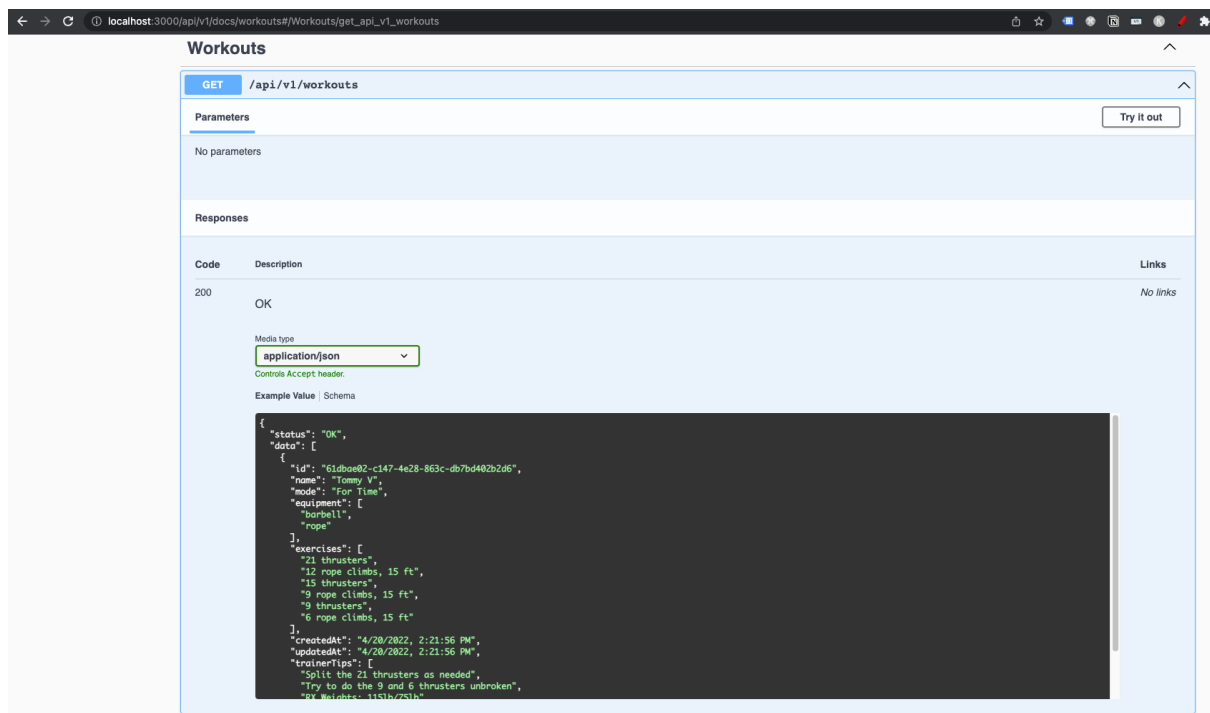 localhost:3000/api/v1/docs/workouts#/Workouts/get_api_v1_workouts
Workouts
GET /api/v1/workouts
Parameters
Try it out
No parameters
Responses
Code Description Links
200 OK No links
Media type
application/json
Controls Accept header.
Example Value Schema
{
"status": "OK",
"data": [
{
"id": "61dbae02-c147-4e28-863c-db7bd402b2d6",
"name": "Tommy V",
"mode": "For Time",
"equipment": [
"barbell",
"rope"
],
"exercises": [
"21 thrusters",
"12 rope climbs, 15 ft",
"15 thrusters",
"9 rope climbs, 15 ft",
"9 thrusters",
"6 rope climbs, 15 ft"
],
"createdAt": "4/20/2022, 2:21:56 PM",
"updatedAt": "4/20/2022, 2:21:56 PM",
"trainerTips": [
"Split the 21 thrusters as needed",
"Try to do the 9 and 6 thrusters unbroken",
"RX Weights: 115lb/75lb"